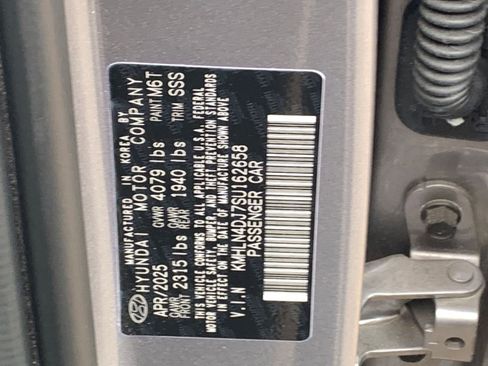 MANUFACTURED IN KOREA BY
HYUNDAI MOTOR COMPANY
APR/2025 GVWR 4079 lbs PAINT M6T
GAWR FRONT 2315 lbs GAWR REAR 1940 lbs TRIM SSS
THIS VEHICLE CONFORMS TO ALL APPLICABLE U.S.A. FEDERAL
MOTOR VEHICLE SAFETY, BUMPER, AND THEFT PREVENTION STANDARDS
IN EFFECT ON THE DATE OF MANUFACTURE SHOWN ABOVE
V.I.N KMHLN4DJ7SU162658
PASSENGER CAR